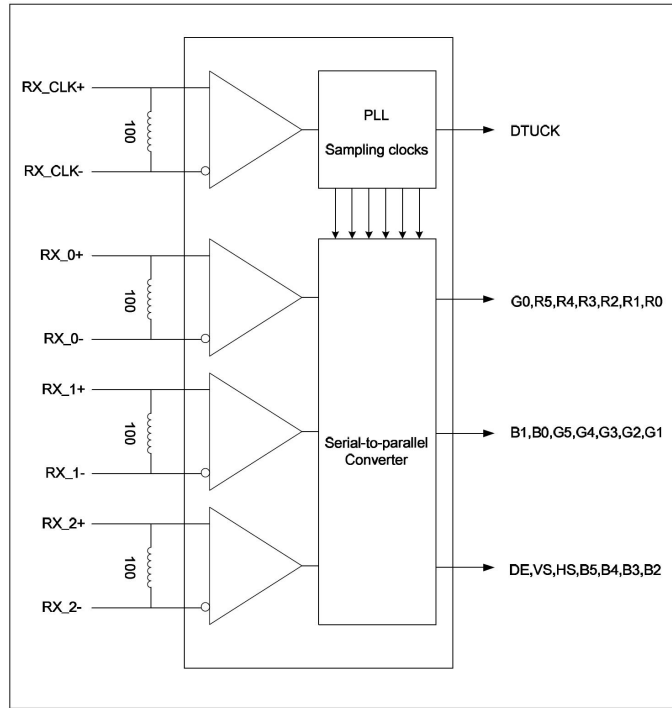 RX_CLK+
100
RX_CLK-
PLL
Sampling clocks
DTUCK
RX_0+
100
RX_0-
G0,R5,R4,R3,R2,R1,R0
RX_1+
100
RX_1-
Serial-to-parallel
Converter
B1,B0,G5,G4,G3,G2,G1
RX_2+
100
RX_2-
DE,VS,HS,B5,B4,B3,B2